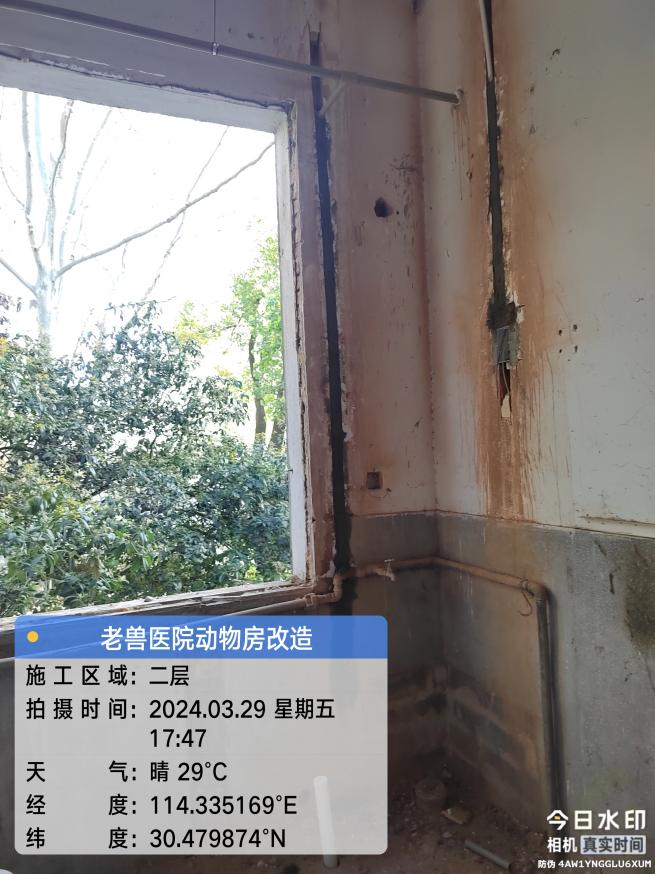 老兽医院动物房改造
施工区域：二层
拍摄时间：2024.03.29 星期五
17:47
天气：晴 29°C
经度：114.335169°E
纬度：30.479874°N
今日水印
相机 真实时间
防伪 4AW1YNGGLU6XUM